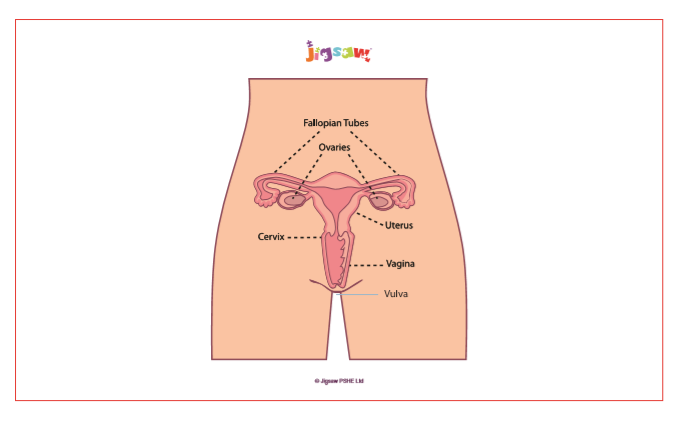 jigsaw
Fallopian Tubes
Ovaries
Uterus
Cervix
Vagina
Vulva
© Jigsaw PSHE Ltd